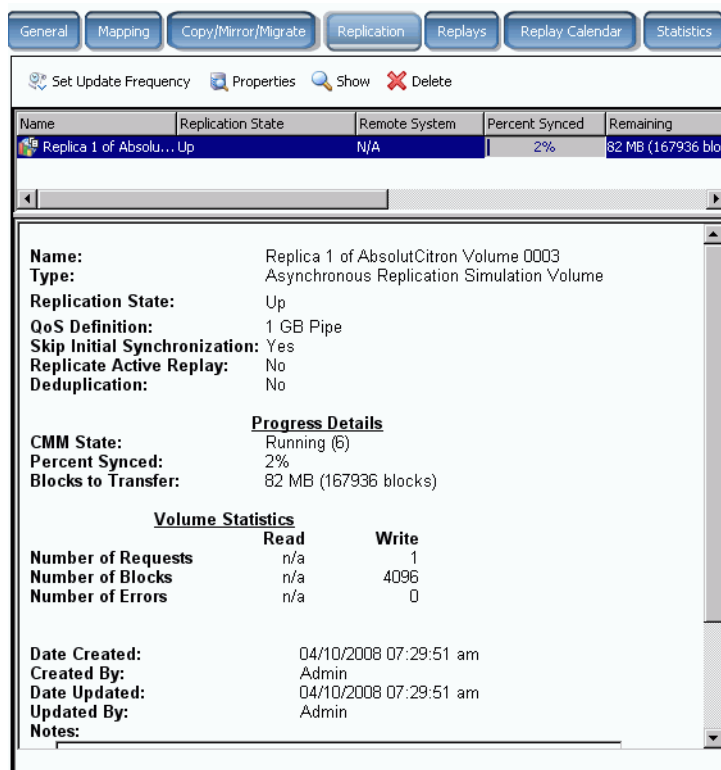 General Mapping Copy/Mirror/Migrate Replication Replays Replay Calendar Statistics
Set Update Frequency Properties Show Delete
Name Replication State Remote System Percent Synced Remaining
Replica 1 of Absolu... Up N/A 2% 82 MB (167936 blo
Name: Replica 1 of AbsolutCitron Volume 0003
Type: Asynchronous Replication Simulation Volume
Replication State: Up
QoS Definition: 1 GB Pipe
Skip Initial Synchronization: Yes
Replicate Active Replay: No
Deduplication: No
Progress Details
CMM State: Running (6)
Percent Synced: 2%
Blocks to Transfer: 82 MB (167936 blocks)
Volume Statistics
Read Write
Number of Requests n/a 1
Number of Blocks n/a 4096
Number of Errors n/a 0
Date Created: 04/10/2008 07:29:51 am
Created By: Admin
Date Updated: 04/10/2008 07:29:51 am
Updated By: Admin
Notes: